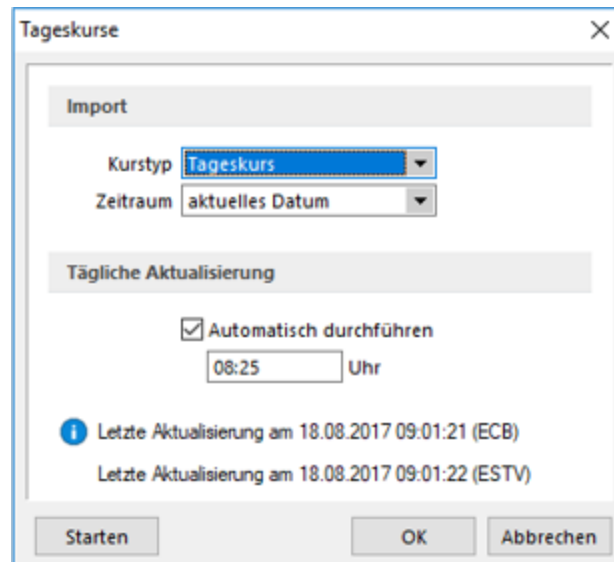 Tageskurse
Import
Kurstyp Tageskurs
Zeitraum aktuelles Datum
Tägliche Aktualisierung
Automatisch durchführen
08:25 Uhr
Letzte Aktualisierung am 18.08.2017 09:01:21 (ECB)
Letzte Aktualisierung am 18.08.2017 09:01:22 (ESTV)
Starten OK Abbrechen